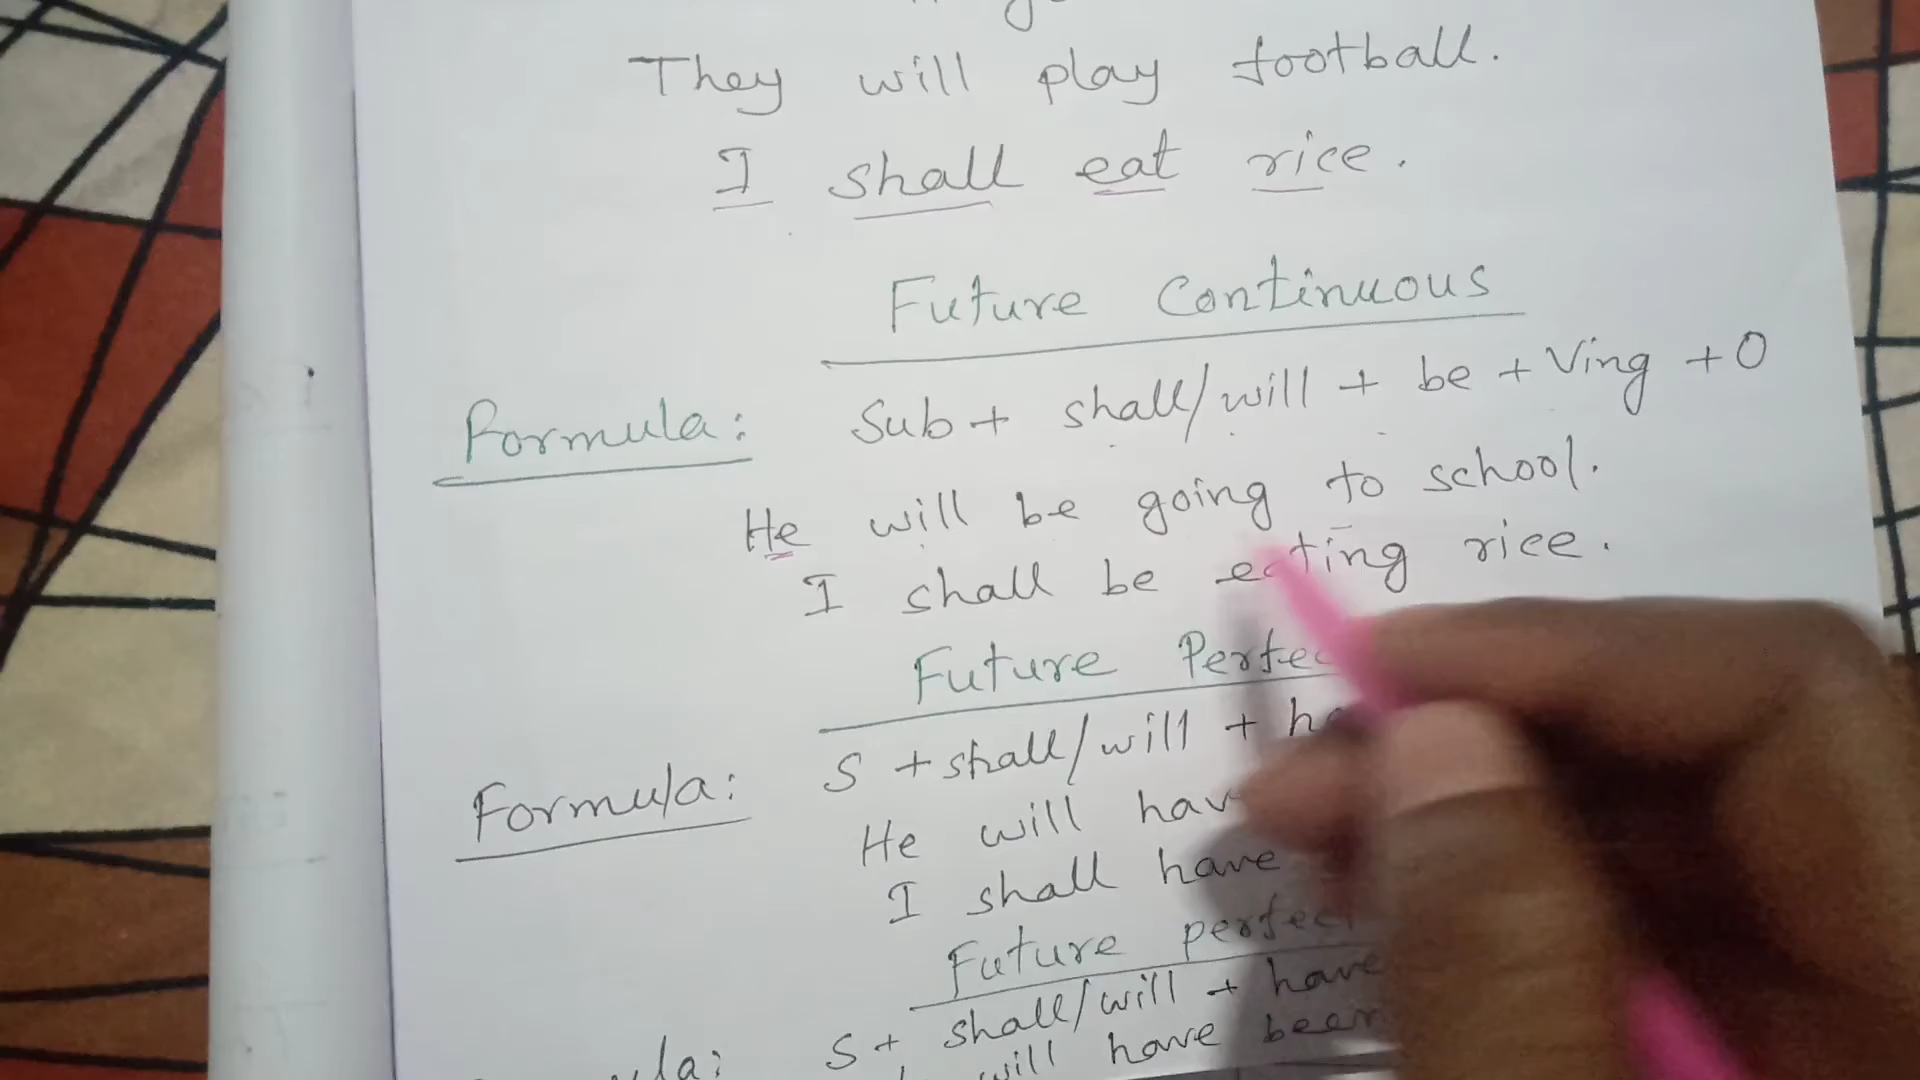 They will play football.
I shall eat rice.
Future Continuous
Formula: Sub + shall/will + be + Ving + O
He will be going to school.
I shall be eating rice.
Future
Formula: S + shall/will +
He will
I shall have
Future
S + shall/will + have
will have been